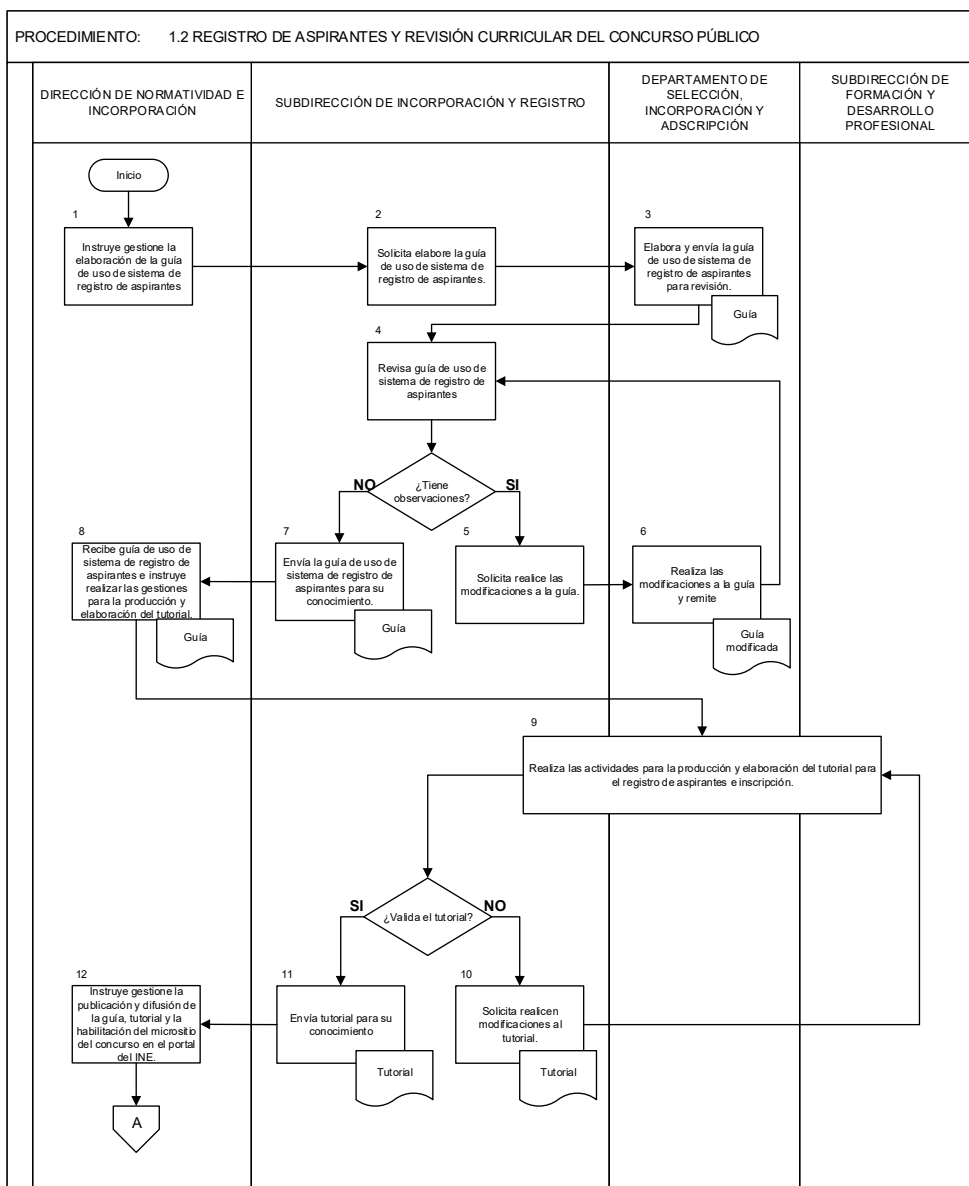 PROCEDIMIENTO: 1.2 REGISTRO DE ASPIRANTES Y REVISIÓN CURRICULAR DEL CONCURSO PÚBLICO
DIRECCIÓN DE NORMATIVIDAD E
INCORPORACIÓN
SUBDIRECCIÓN DE INCORPORACIÓN Y REGISTRO
DEPARTAMENTO DE
SELECCIÓN,
INCORPORACIÓN Y
ADSCRIPCIÓN
SUBDIRECCIÓN DE
FORMACIÓN Y
DESARROLLO
PROFESIONAL
Inicio
1
Instruye gestione la
elaboración de la guía
de uso de sistema de
registro de aspirantes
2
Solicita elabore la guía
de uso de sistema de
registro de aspirantes.
3
Elabora y envía la guía
de uso de sistema de
registro de aspirantes
para revisión.
Guía
4
Revisa guía de uso de
sistema de registro de
aspirantes
¿Tiene
observaciones?
NO
SI
5
Solicita realice las
modificaciones a la guía.
6
Realiza las
modificaciones a la guía
y remite
Guía
modificada
7
Envía la guía de uso de
sistema de registro de
aspirantes para su
conocimiento.
Guía
8
Recibe guía de uso de
sistema de registro de
aspirantes e instruye
realizar las gestiones
para la producción y
elaboración del tutorial.
Guía
9
Realiza las actividades para la producción y elaboración del tutorial para
el registro de aspirantes e inscripción.
¿Valida el tutorial?
SI
NO
10
Solicita realicen
modificaciones al
tutorial.
Tutorial
11
Envía tutorial para su
conocimiento
Tutorial
12
Instruye gestione la
publicación y difusión de
la guía, tutorial y la
habilitación del micrositio
del concurso en el portal
del INE.
A